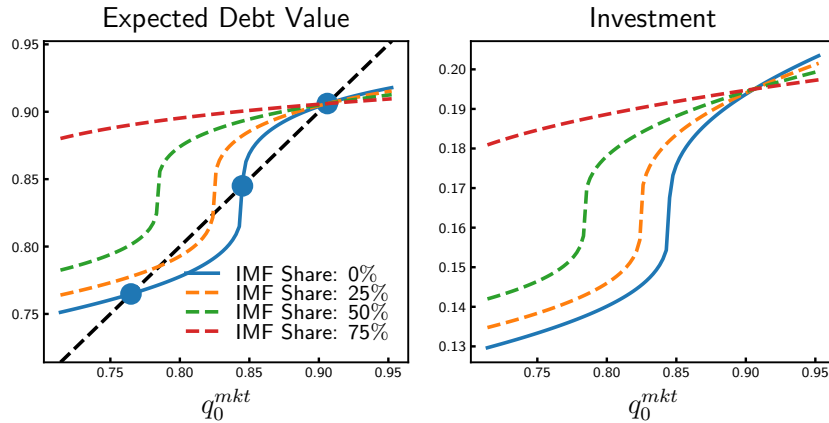 Expected Debt Value
0.95
0.90
0.85
0.80
0.75
IMF Share: 0%
IMF Share: 25%
IMF Share: 50%
IMF Share: 75%
0.75 0.80 0.85 0.90 0.95
q_0^{mkt}
Investment
0.20
0.19
0.18
0.17
0.16
0.15
0.14
0.13
0.75 0.80 0.85 0.90 0.95
q_0^{mkt}